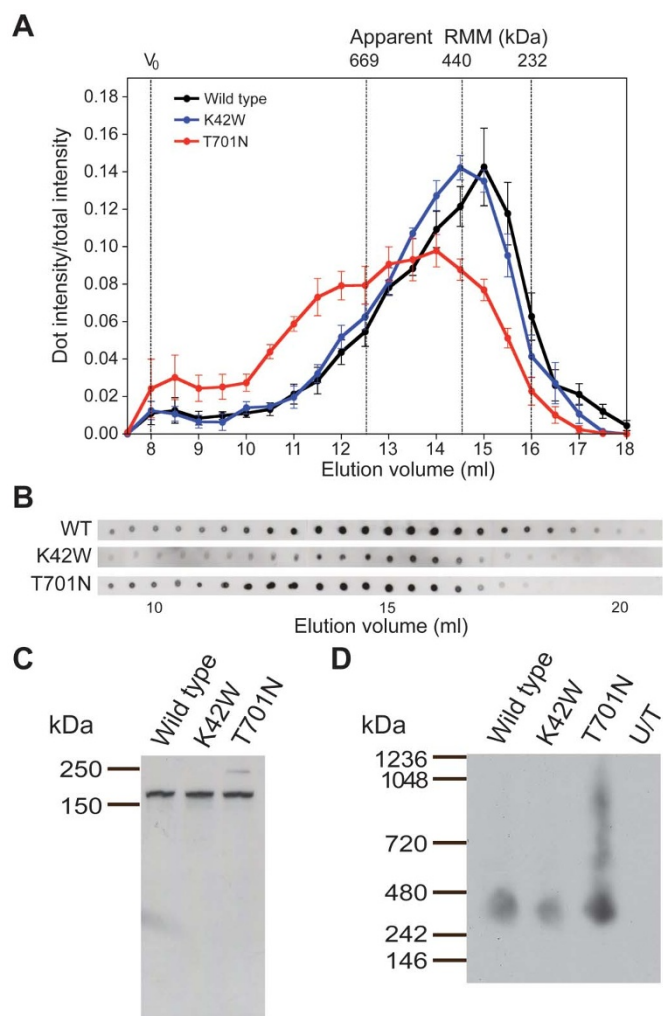 A
Apparent RMM (kDa)
V0 669 440 232
0.18
0.16
0.14
0.12
0.10
0.08
0.06
0.04
0.02
0.00
Dot intensity/total intensity
Wild type
K42W
T701N
8 9 10 11 12 13 14 15 16 17 18
Elution volume (ml)
B
WT
K42W
T701N
10 15 20
Elution volume (ml)
C
kDa
Wild type
K42W
T701N
250
150
D
kDa
Wild type
K42W
T701N
U/T
1236
1048
720
480
242
146